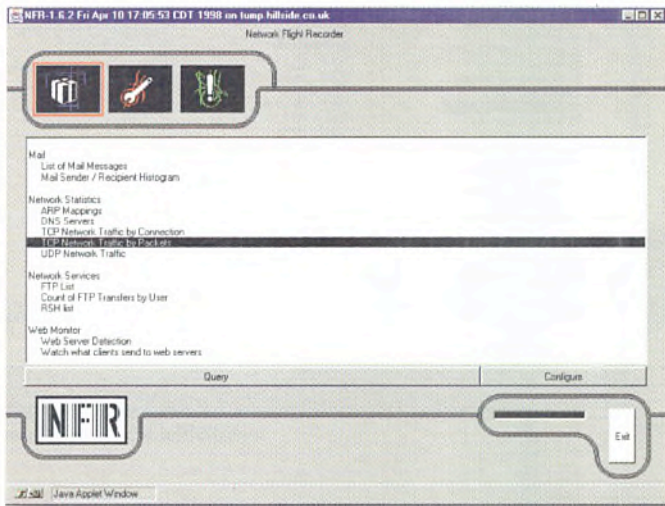 NFR-1.6.2 Fri Apr 10 17:05:53 CDT 1998 on tump.hillside.co.uk
Network Flight Recorder
Mail
List of Mail Messages
Mail Sender / Recipient Histogram
Network Statistics
ARP Mappings
DNS Servers
TCP Network Traffic by Connection
TCP Network Traffic by Packets
UDP Network Traffic
Network Services
FTP List
Count of FTP Transfers by User
RSH list
Web Monitor
Web Server Detection
Watch what clients send to web servers
Query
Configure
NFR
Exit
Java Applet Window